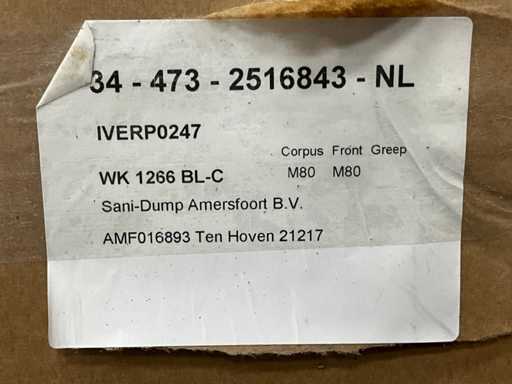 34 - 473 - 2516843 - NL
IVERP0247
Corpus Front Greep
WK 1266 BL-C M80 M80
Sani-Dump Amersfoort B.V.
AMF016893 Ten Hoven 21217